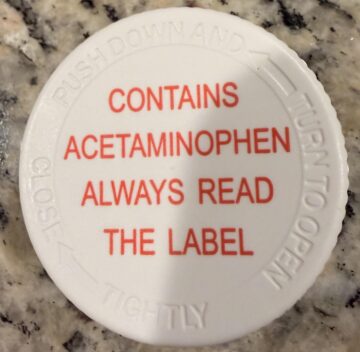 CONTAINS
ACETAMINOPHEN
ALWAYS READ
THE LABEL
PUSH DOWN AND
TURN TO OPEN
CLOSE
TIGHTLY